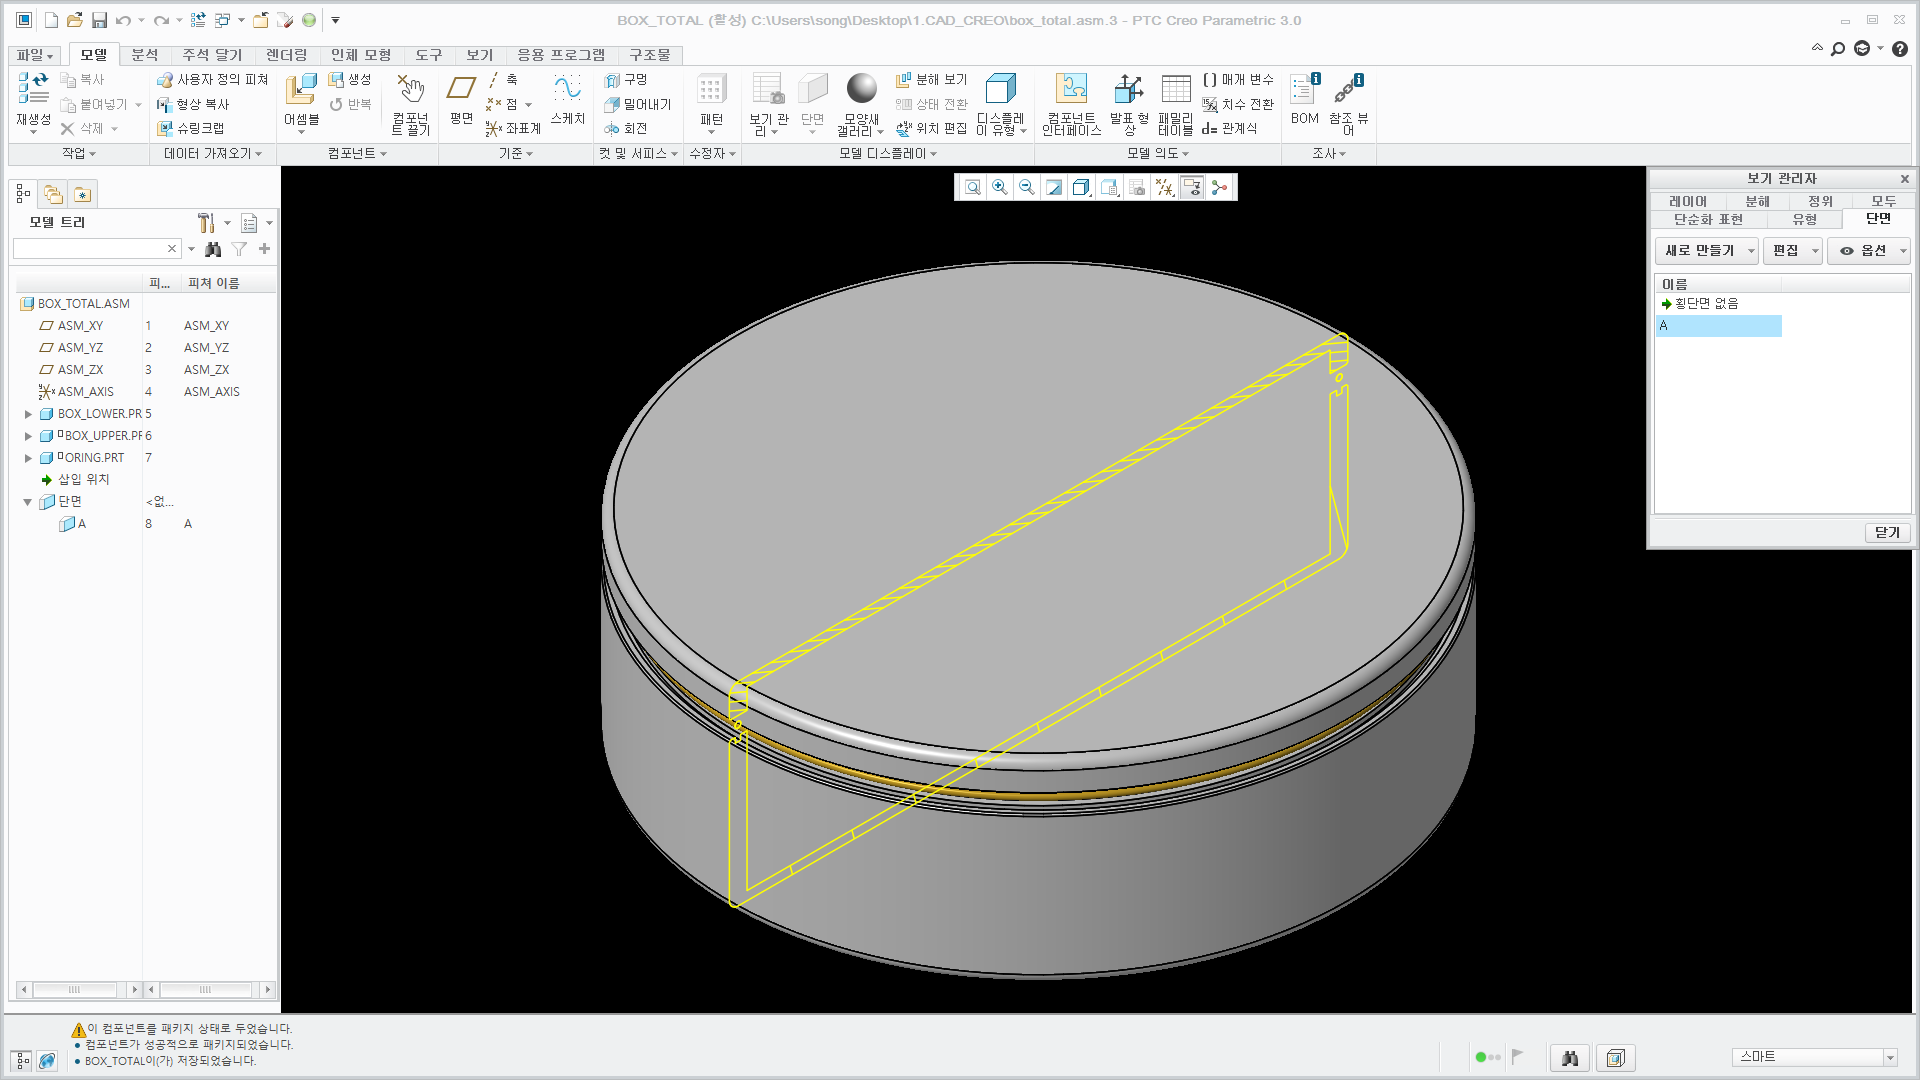 BOX_TOTAL (활성) C:\Users\song\Desktop\1.CAD_CREO\box_total.asm.3 - PTC Creo Parametric 3.0
파일 모델 분석 주석 달기 렌더링 인체 모형 도구 보기 응용 프로그램 구조물
재생성
복사
붙여넣기
삭제
사용자 정의 피쳐
형상 복사
슈링크랩
어셈블
생성
반복
컴포넌트 끌기
평면
축
점
좌표계
스케치
구멍
밀어내기
회전
패턴
보기 관리
단면
모양새 갤러리
분해 보기
상태 전환
위치 편집
디스플레이 유형
컴포넌트 인터페이스
발표 형상
패밀리 테이블
매개 변수
치수 전환
d= 관계식
BOM
참조 뷰어
작업 데이터 가져오기 컴포넌트 기준 컷 및 서피스 수정자 모델 디스플레이 모델 의도 조사
모델 트리
피... 피쳐 이름
BOX_TOTAL.ASM
ASM_XY 1 ASM_XY
ASM_YZ 2 ASM_YZ
ASM_ZX 3 ASM_ZX
ASM_AXIS 4 ASM_AXIS
BOX_LOWER.PR 5
BOX_UPPER.PF 6
ORING.PRT 7
삽입 위치
단면 <없...
A 8 A
보기 관리자
레이어 분해 정위 모두
단순화 표현 유형 단면
새로 만들기 편집 옵션
이름
횡단면 없음
A
닫기
이 컴포넌트를 패키지 상태로 두었습니다.
컴포넌트가 성공적으로 패키지되었습니다.
BOX_TOTAL이(가) 저장되었습니다.
스마트